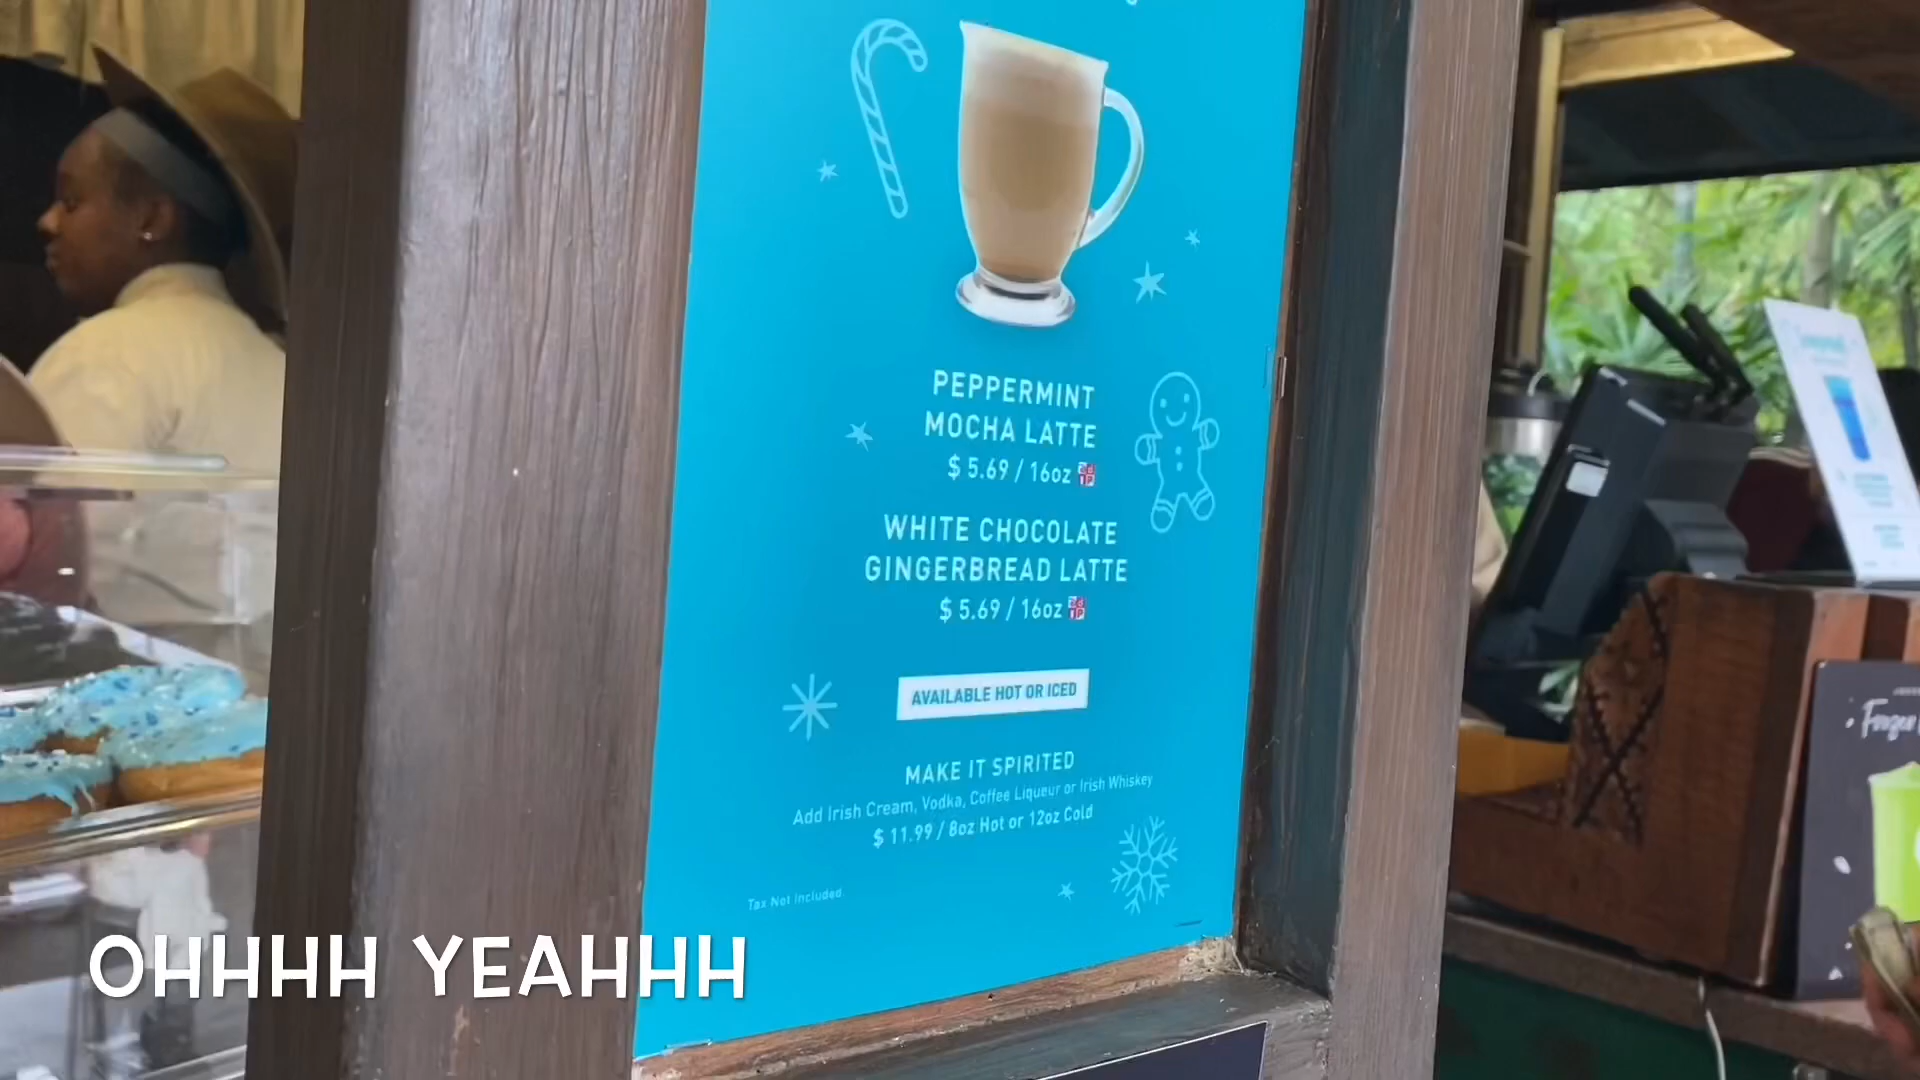 PEPPERMINT
MOCHA LATTE
$ 5.69 / 16oz
WHITE CHOCOLATE
GINGERBREAD LATTE
$ 5.69 / 16oz
AVAILABLE HOT OR ICED
MAKE IT SPIRITED
Add Irish Cream, Vodka, Coffee Liqueur or Irish Whiskey
$ 11.99 / 8oz Hot or 12oz Cold
Tax Not Included.
Frozen
OHHHH YEAHHH